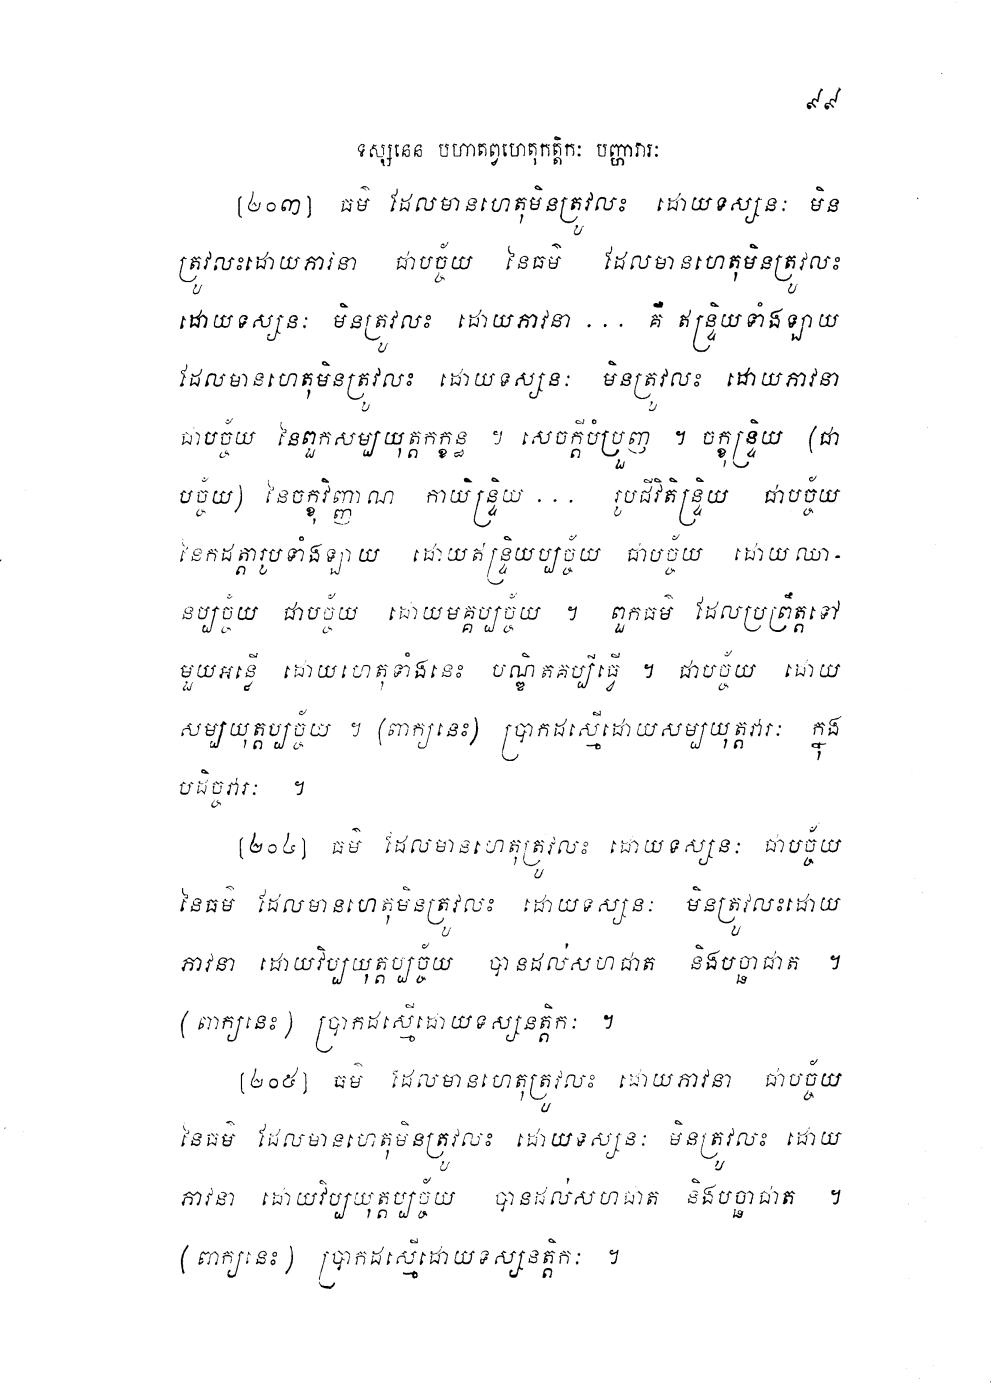 ៩៩
ទស្សនេន បហាតព្វហេតុកត្តិកៈ បញ្ហាវារៈ
[២០៣] ធម៌ ដែលមានហេតុមិនត្រូវលះ ដោយទស្សនៈ មិន
ត្រូវលះដោយភាវនា ជាបច្ច័យ នៃធម៌ ដែលមានហេតុមិនត្រូវលះ
ដោយទស្សនៈ មិនត្រូវលះ ដោយភាវនា ... គឺ ឥន្ទ្រិយទាំងឡាយ
ដែលមានហេតុមិនត្រូវលះ ដោយទស្សនៈ មិនត្រូវលះ ដោយភាវនា
ជាបច្ច័យ នៃពួកសម្បយុត្តកក្ខន្ធ ។ សេចក្តីបំប្រួញ ។ ចក្ខុន្ទ្រិយ (ជា
បច្ច័យ) នៃចក្ខុវិញ្ញាណ កាយិន្ទ្រិយ ... រូបជីវិតិន្ទ្រិយ ជាបច្ច័យ
នៃកដត្តារូបទាំងឡាយ ដោយឥន្ទ្រិយប្បច្ច័យ ជាបច្ច័យ ដោយឈា-
នប្បច្ច័យ ជាបច្ច័យ ដោយមគ្គប្បច្ច័យ ។ ពួកធម៌ ដែលប្រព្រឹត្តទៅ
មួយអន្លើ ដោយហេតុទាំងនេះ បណ្ឌិតគប្បីធ្វើ ។ ជាបច្ច័យ ដោយ
សម្បយុត្តប្បច្ច័យ ។ (ពាក្យនេះ) ប្រាកដស្មើដោយសម្បយុត្តវារៈ ក្នុង
បដិច្ចវារៈ ។
[២០៤] ធម៌ ដែលមានហេតុត្រូវលះ ដោយទស្សនៈ ជាបច្ច័យ
នៃធម៌ ដែលមានហេតុមិនត្រូវលះ ដោយទស្សនៈ មិនត្រូវលះដោយ
ភាវនា ដោយវិប្បយុត្តប្បច្ច័យ បានដល់សហជាត និងបច្ឆាជាត ។
(ពាក្យនេះ) ប្រាកដស្មើដោយទស្សនត្តិកៈ ។
[២០៥] ធម៌ ដែលមានហេតុត្រូវលះ ដោយភាវនា ជាបច្ច័យ
នៃធម៌ ដែលមានហេតុមិនត្រូវលះ ដោយទស្សនៈ មិនត្រូវលះ ដោយ
ភាវនា ដោយវិប្បយុត្តប្បច្ច័យ បានដល់សហជាត និងបច្ឆាជាត ។
(ពាក្យនេះ) ប្រាកដស្មើដោយទស្សនត្តិកៈ ។